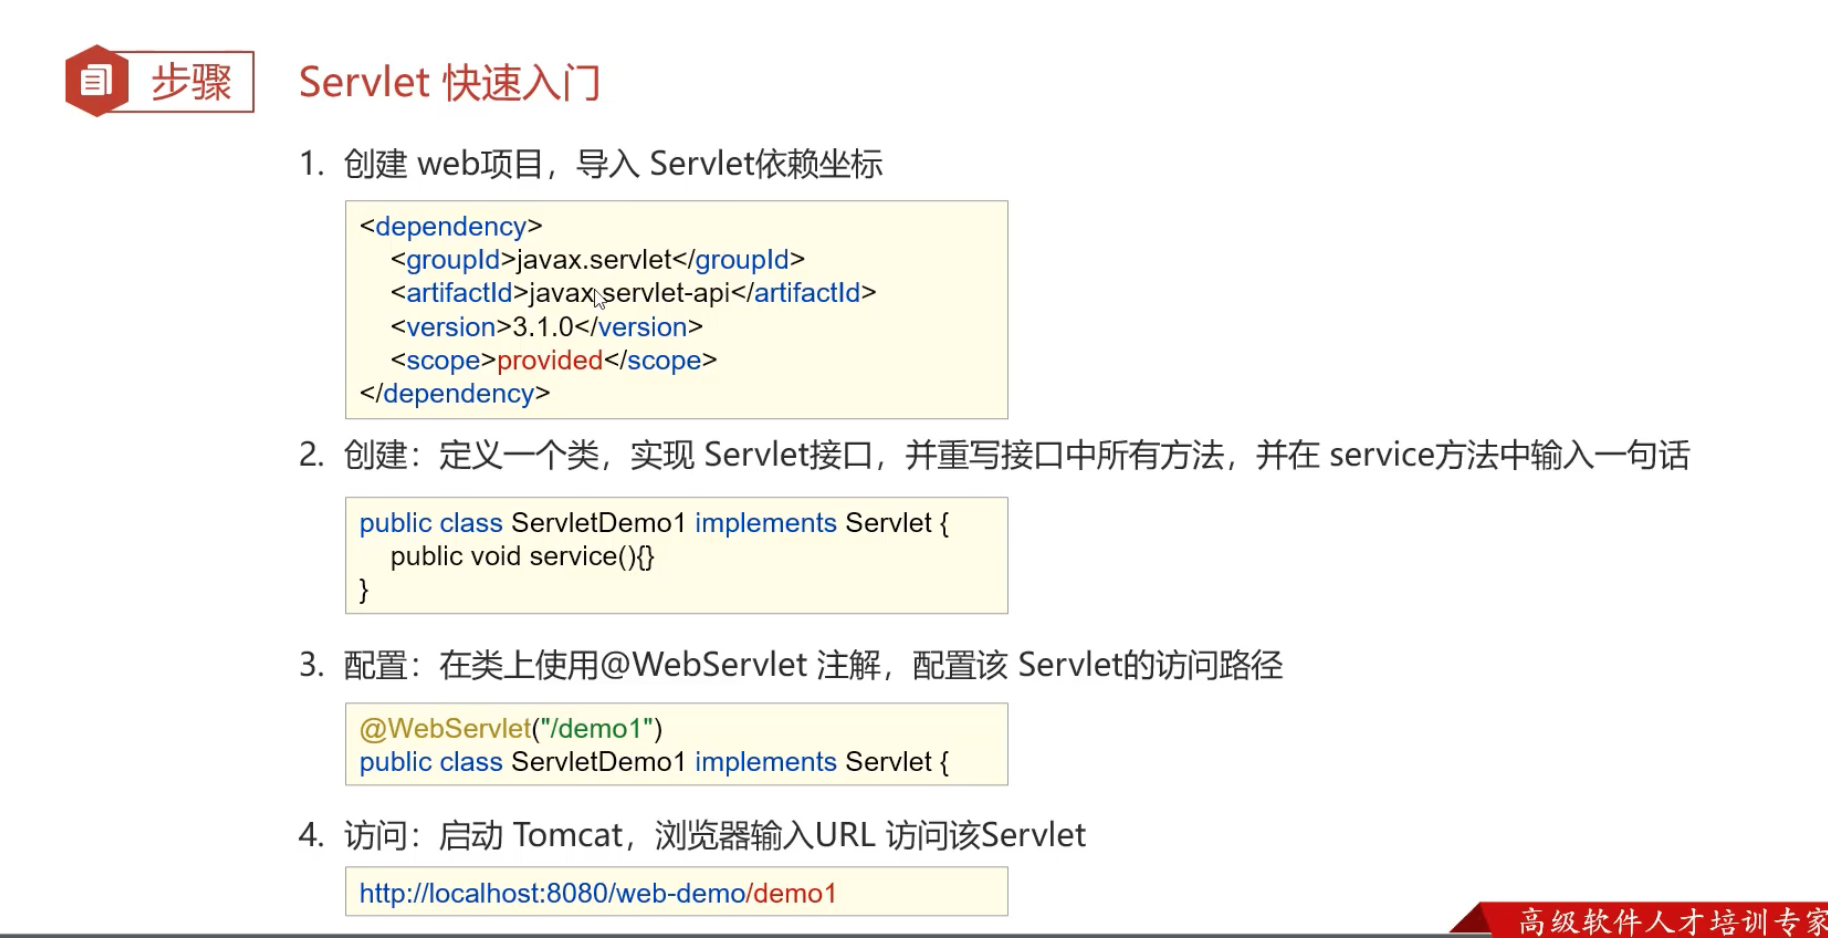 步骤
Servlet 快速入门
1. 创建 web项目，导入 Servlet依赖坐标
<dependency>
<groupId>javax.servlet</groupId>
<artifactId>javax.servlet-api</artifactId>
<version>3.1.0</version>
<scope>provided</scope>
</dependency>
2. 创建：定义一个类，实现 Servlet接口，并重写接口中所有方法，并在 service方法中输入一句话
public class ServletDemo1 implements Servlet {
public void service(){}
}
3. 配置：在类上使用@WebServlet 注解，配置该 Servlet的访问路径
@WebServlet("/demo1")
public class ServletDemo1 implements Servlet {
4. 访问：启动 Tomcat，浏览器输入URL 访问该Servlet
http://localhost:8080/web-demo/demo1
高级软件人才培训专家